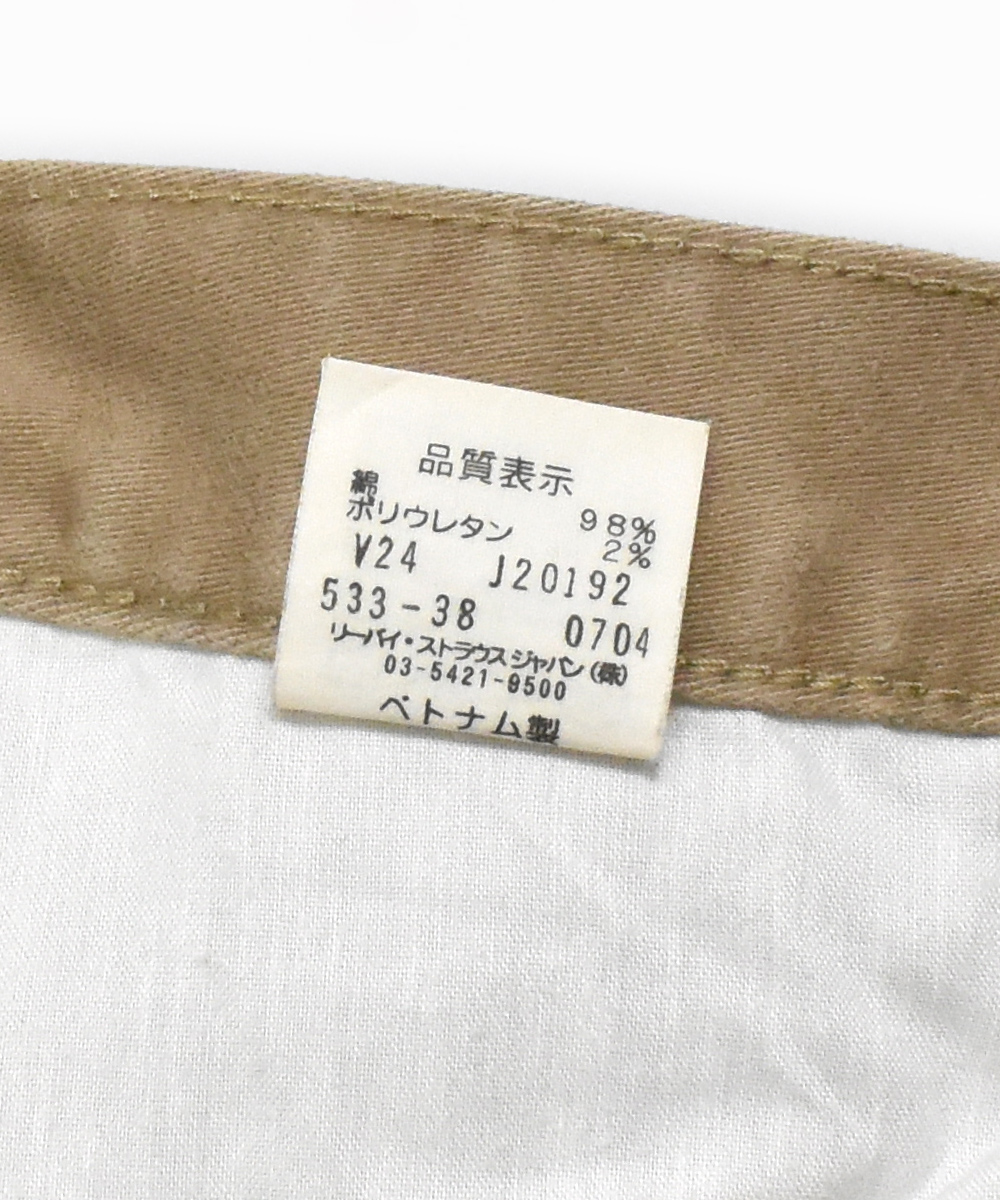 品質表示
綿 98%
ポリウレタン 2%
V24 J20192
533-38 0704
リーバイ・ストラウスジャパン(株)
03-5421-9500
ベトナム製